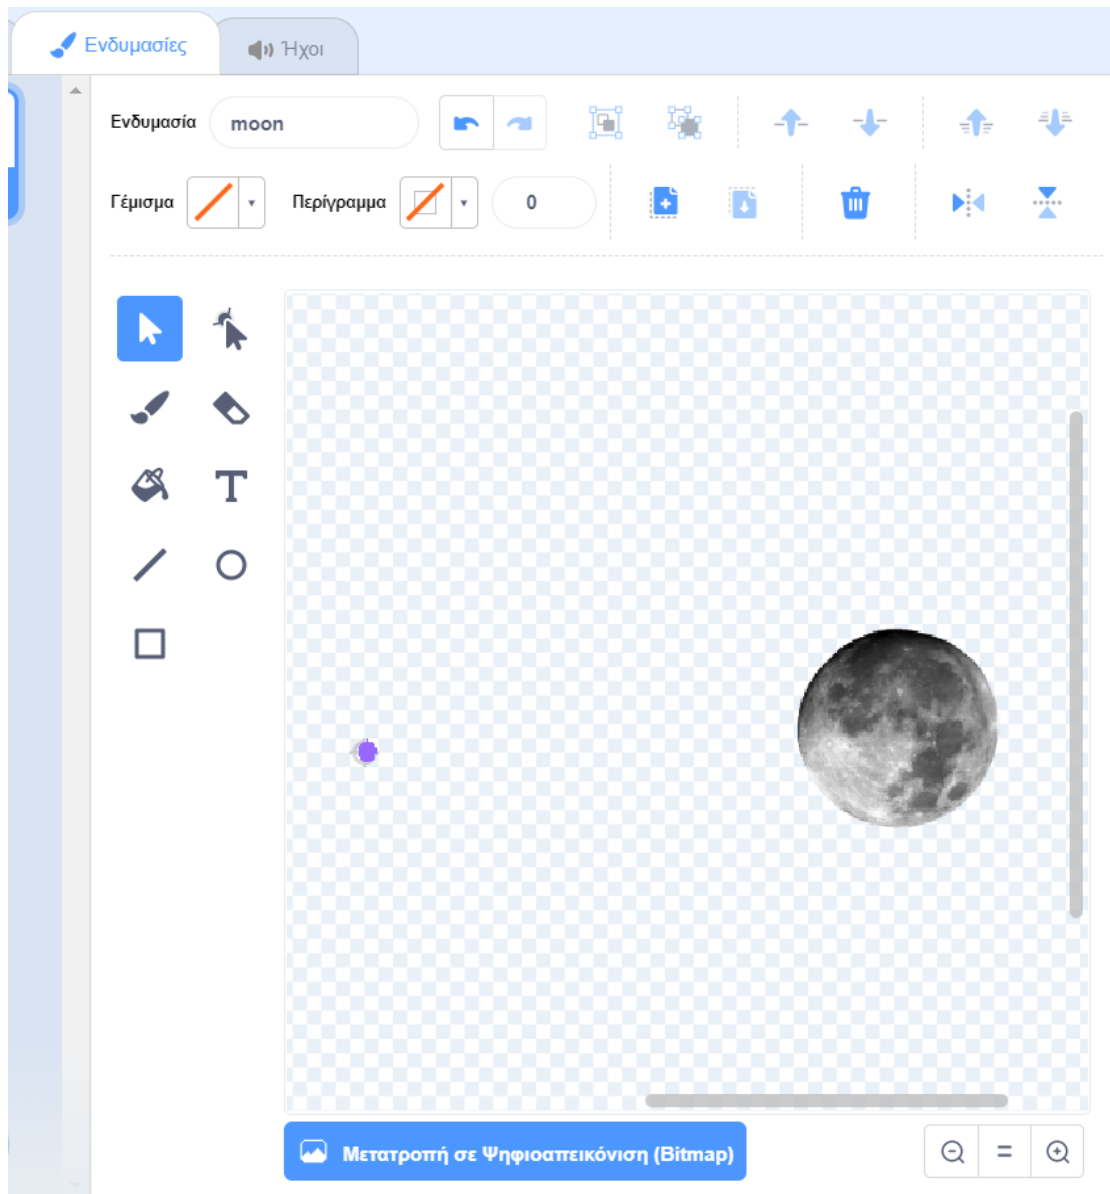 Ενδυμασίες
Ήχοι
Ενδυμασία
moon
Γέμισμα
Περίγραμμα
0
T
Μετατροπή σε Ψηφιοαπεικόνιση (Bitmap)